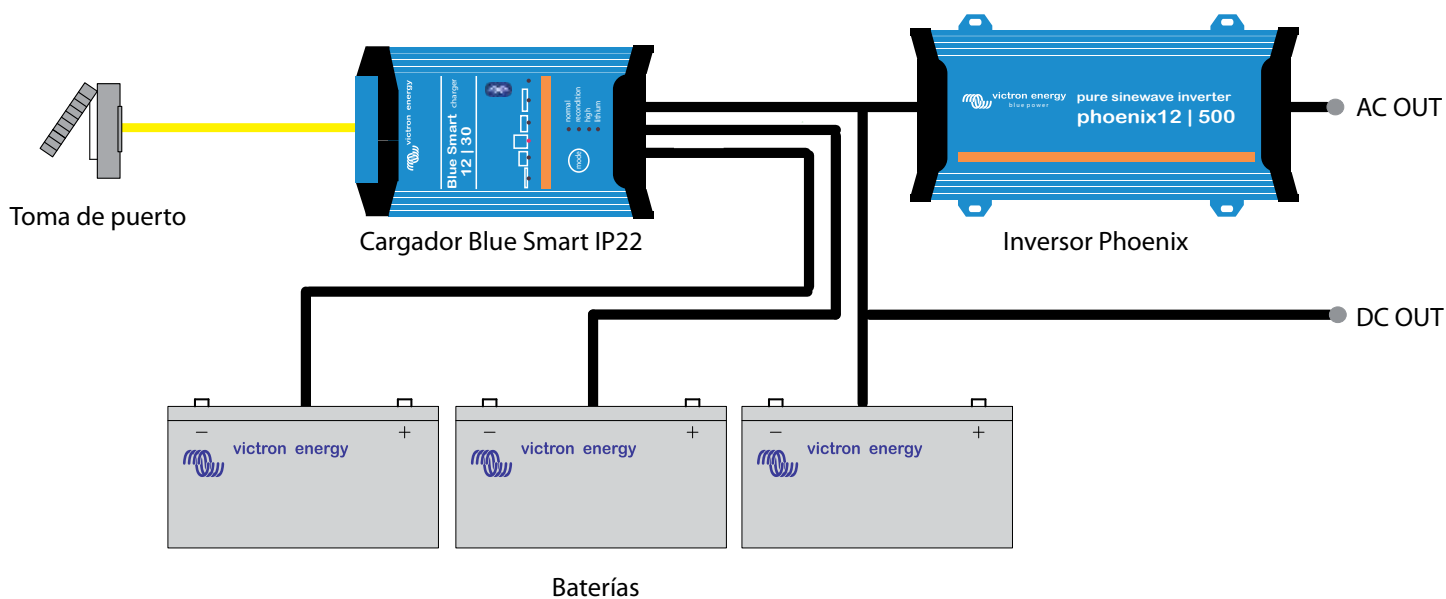 victron energy
Blue Smart charger
12 | 30
normal
recondition
high
lithium
mode
victron energy
blue power
pure sinewave inverter
phoenix12 | 500
AC OUT
Toma de puerto
Cargador Blue Smart IP22
Inversor Phoenix
DC OUT
− +
victron energy
− +
victron energy
− +
victron energy
Baterías